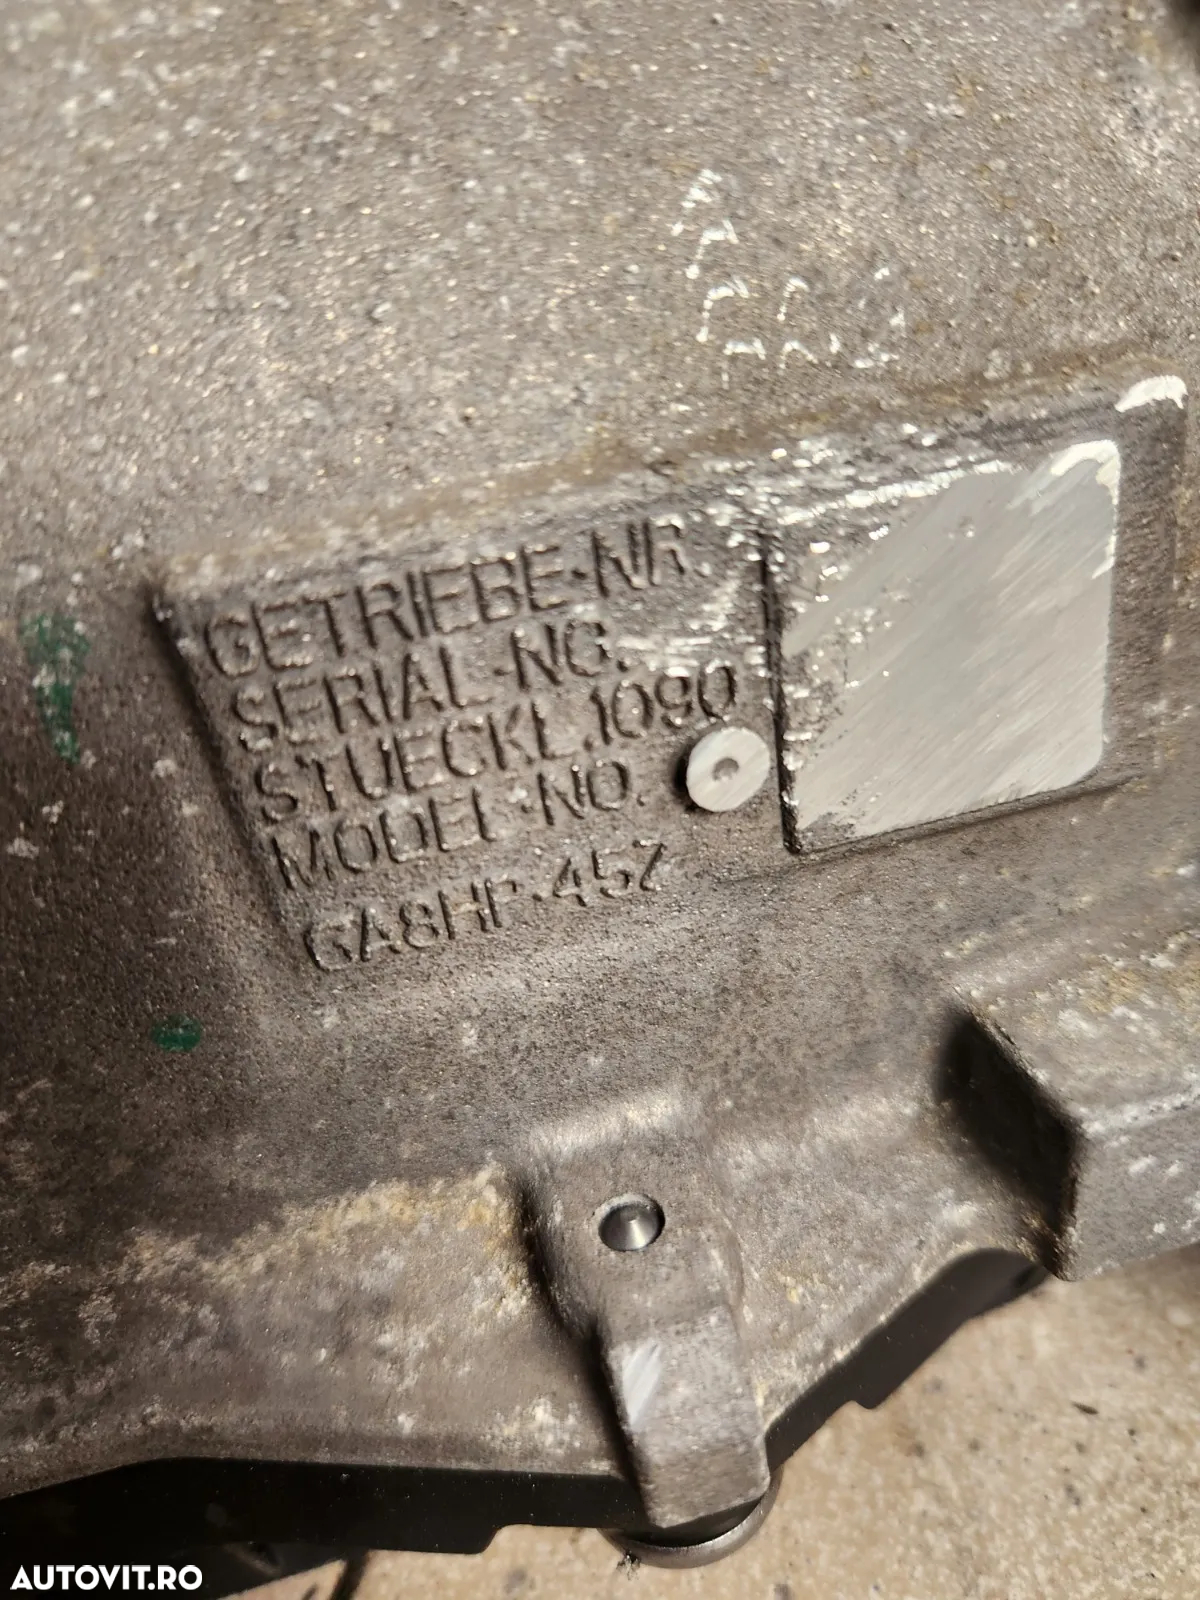 GETRIEBE-NR.
SERIAL-NO.
STUECKL.1090
MODEL-NO.
GA8HP-45Z
AUTOVIT.RO